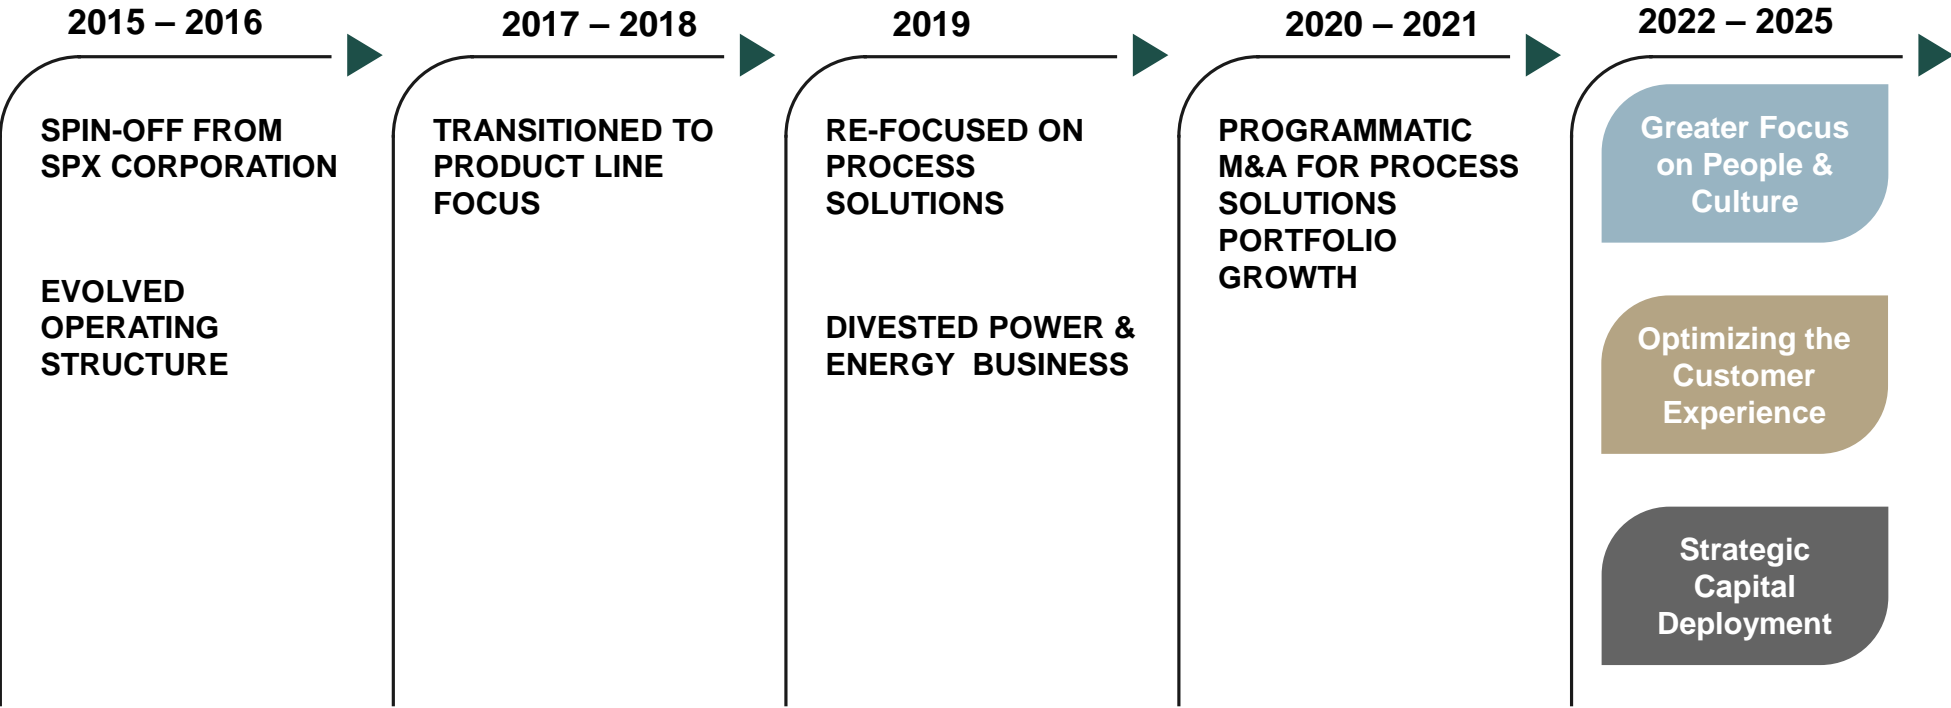 2015 – 2016
SPIN-OFF FROM
SPX CORPORATION
EVOLVED
OPERATING
STRUCTURE
2017 – 2018
TRANSITIONED TO
PRODUCT LINE
FOCUS
2019
RE-FOCUSED ON
PROCESS
SOLUTIONS
DIVESTED POWER &
ENERGY  BUSINESS
2020 – 2021
PROGRAMMATIC
M&A FOR PROCESS
SOLUTIONS
PORTFOLIO
GROWTH
2022 – 2025
Greater Focus
on People &
Culture
Optimizing the
Customer
Experience
Strategic
Capital
Deployment